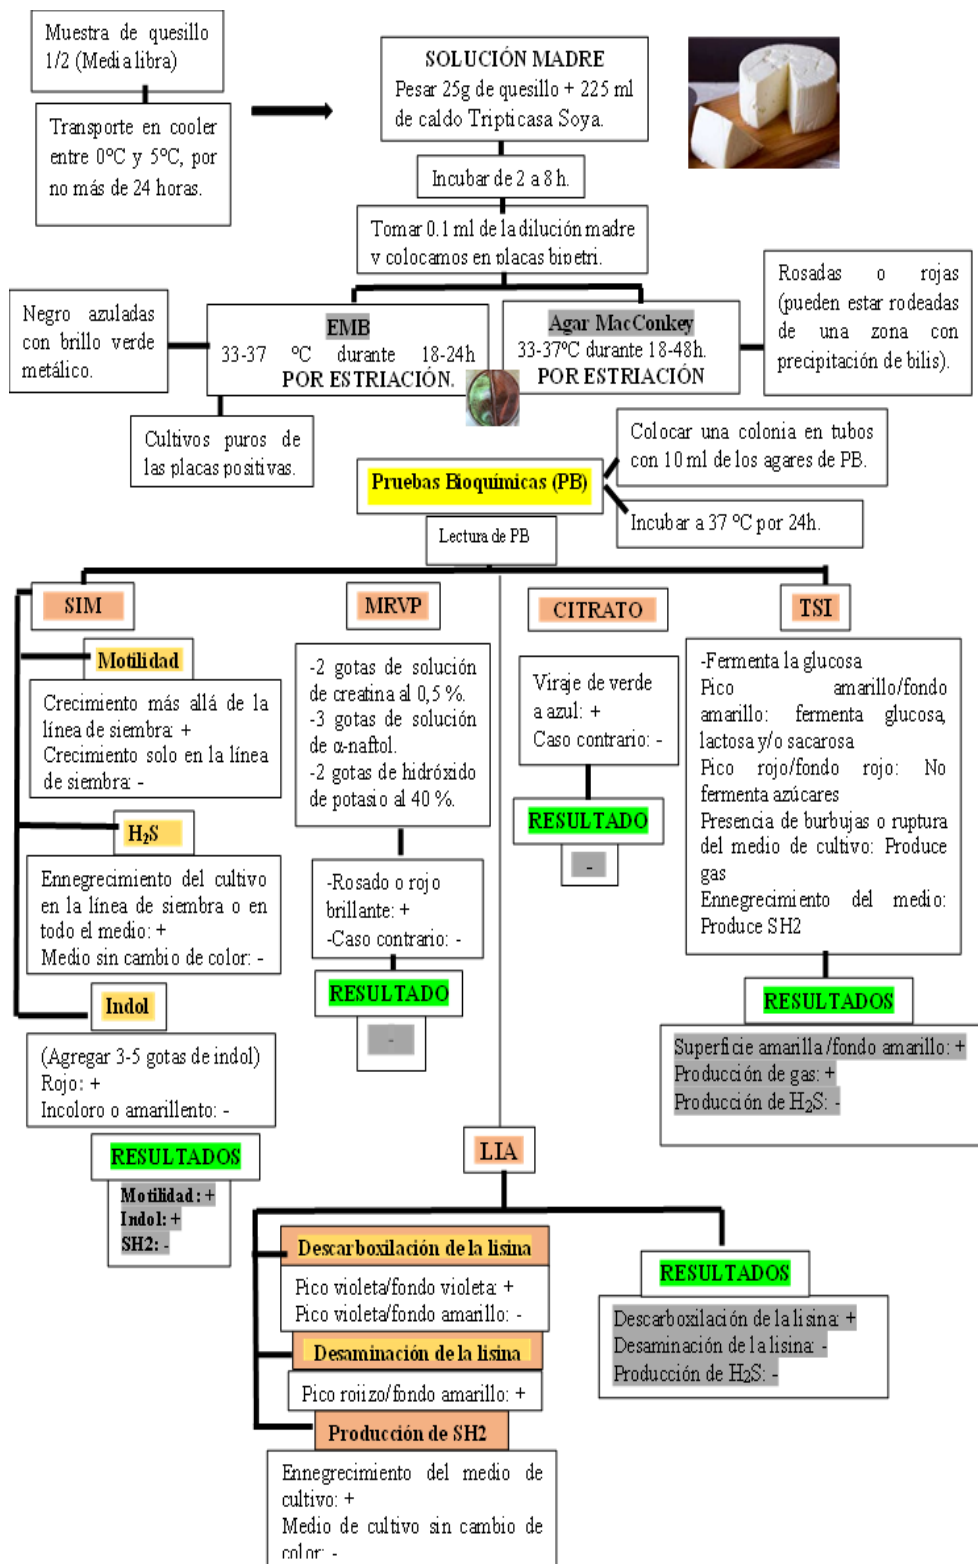 Muestra de quesillo
1/2 (Media libra)
Transporte en cooler
entre 0°C y 5°C, por
no más de 24 horas.
SOLUCIÓN MADRE
Pesar 25g de quesillo + 225 ml
de caldo Tripticasa Soya.
Incubar de 2 a 8 h.
Tomar 0.1 ml de la dilución madre
y colocamos en placas bipetri.
Negro azuladas
con brillo verde
metálico.
EMB
33-37 °C durante 18-24h
POR ESTRIACIÓN.
Agar MacConkey
33-37°C durante 18-48h.
POR ESTRIACIÓN
Rosadas o rojas
(pueden estar rodeadas
de una zona con
precipitación de bilis).
Cultivos puros de
las placas positivas.
Pruebas Bioquímicas (PB)
Colocar una colonia en tubos
con 10 ml de los agares de PB.
Incubar a 37 °C por 24h.
Lectura de PB
SIM
Motilidad
Crecimiento más allá de la
línea de siembra: +
Crecimiento solo en la línea
de siembra: -
H₂S
Ennegrecimiento del cultivo
en la línea de siembra o en
todo el medio: +
Medio sin cambio de color: -
Indol
(Agregar 3-5 gotas de indol)
Rojo: +
Incoloro o amarillento: -
RESULTADOS
Motilidad: +
Indol: +
SH2: -
MRVP
-2 gotas de solución
de creatina al 0,5 %.
-3 gotas de solución
de α-naftol.
-2 gotas de hidróxido
de potasio al 40 %.
-Rosado o rojo
brillante: +
-Caso contrario: -
RESULTADO
-
CITRATO
Viraje de verde
a azul: +
Caso contrario: -
RESULTADO
-
TSI
-Fermenta la glucosa
Pico amarillo/fondo
amarillo: fermenta glucosa,
lactosa y/o sacarosa
Pico rojo/fondo rojo: No
fermenta azúcares
Presencia de burbujas o ruptura
del medio de cultivo: Produce
gas
Ennegrecimiento del medio:
Produce SH2
RESULTADOS
Superficie amarilla/fondo amarillo: +
Producción de gas: +
Producción de H₂S: -
LIA
Descarboxilación de la lisina
Pico violeta/fondo violeta: +
Pico violeta/fondo amarillo: -
Desaminación de la lisina
Pico rojizo/fondo amarillo: +
Producción de SH2
Ennegrecimiento del medio de
cultivo: +
Medio de cultivo sin cambio de
color: -
RESULTADOS
Descarboxilación de la lisina: +
Desaminación de la lisina: -
Producción de H₂S: -